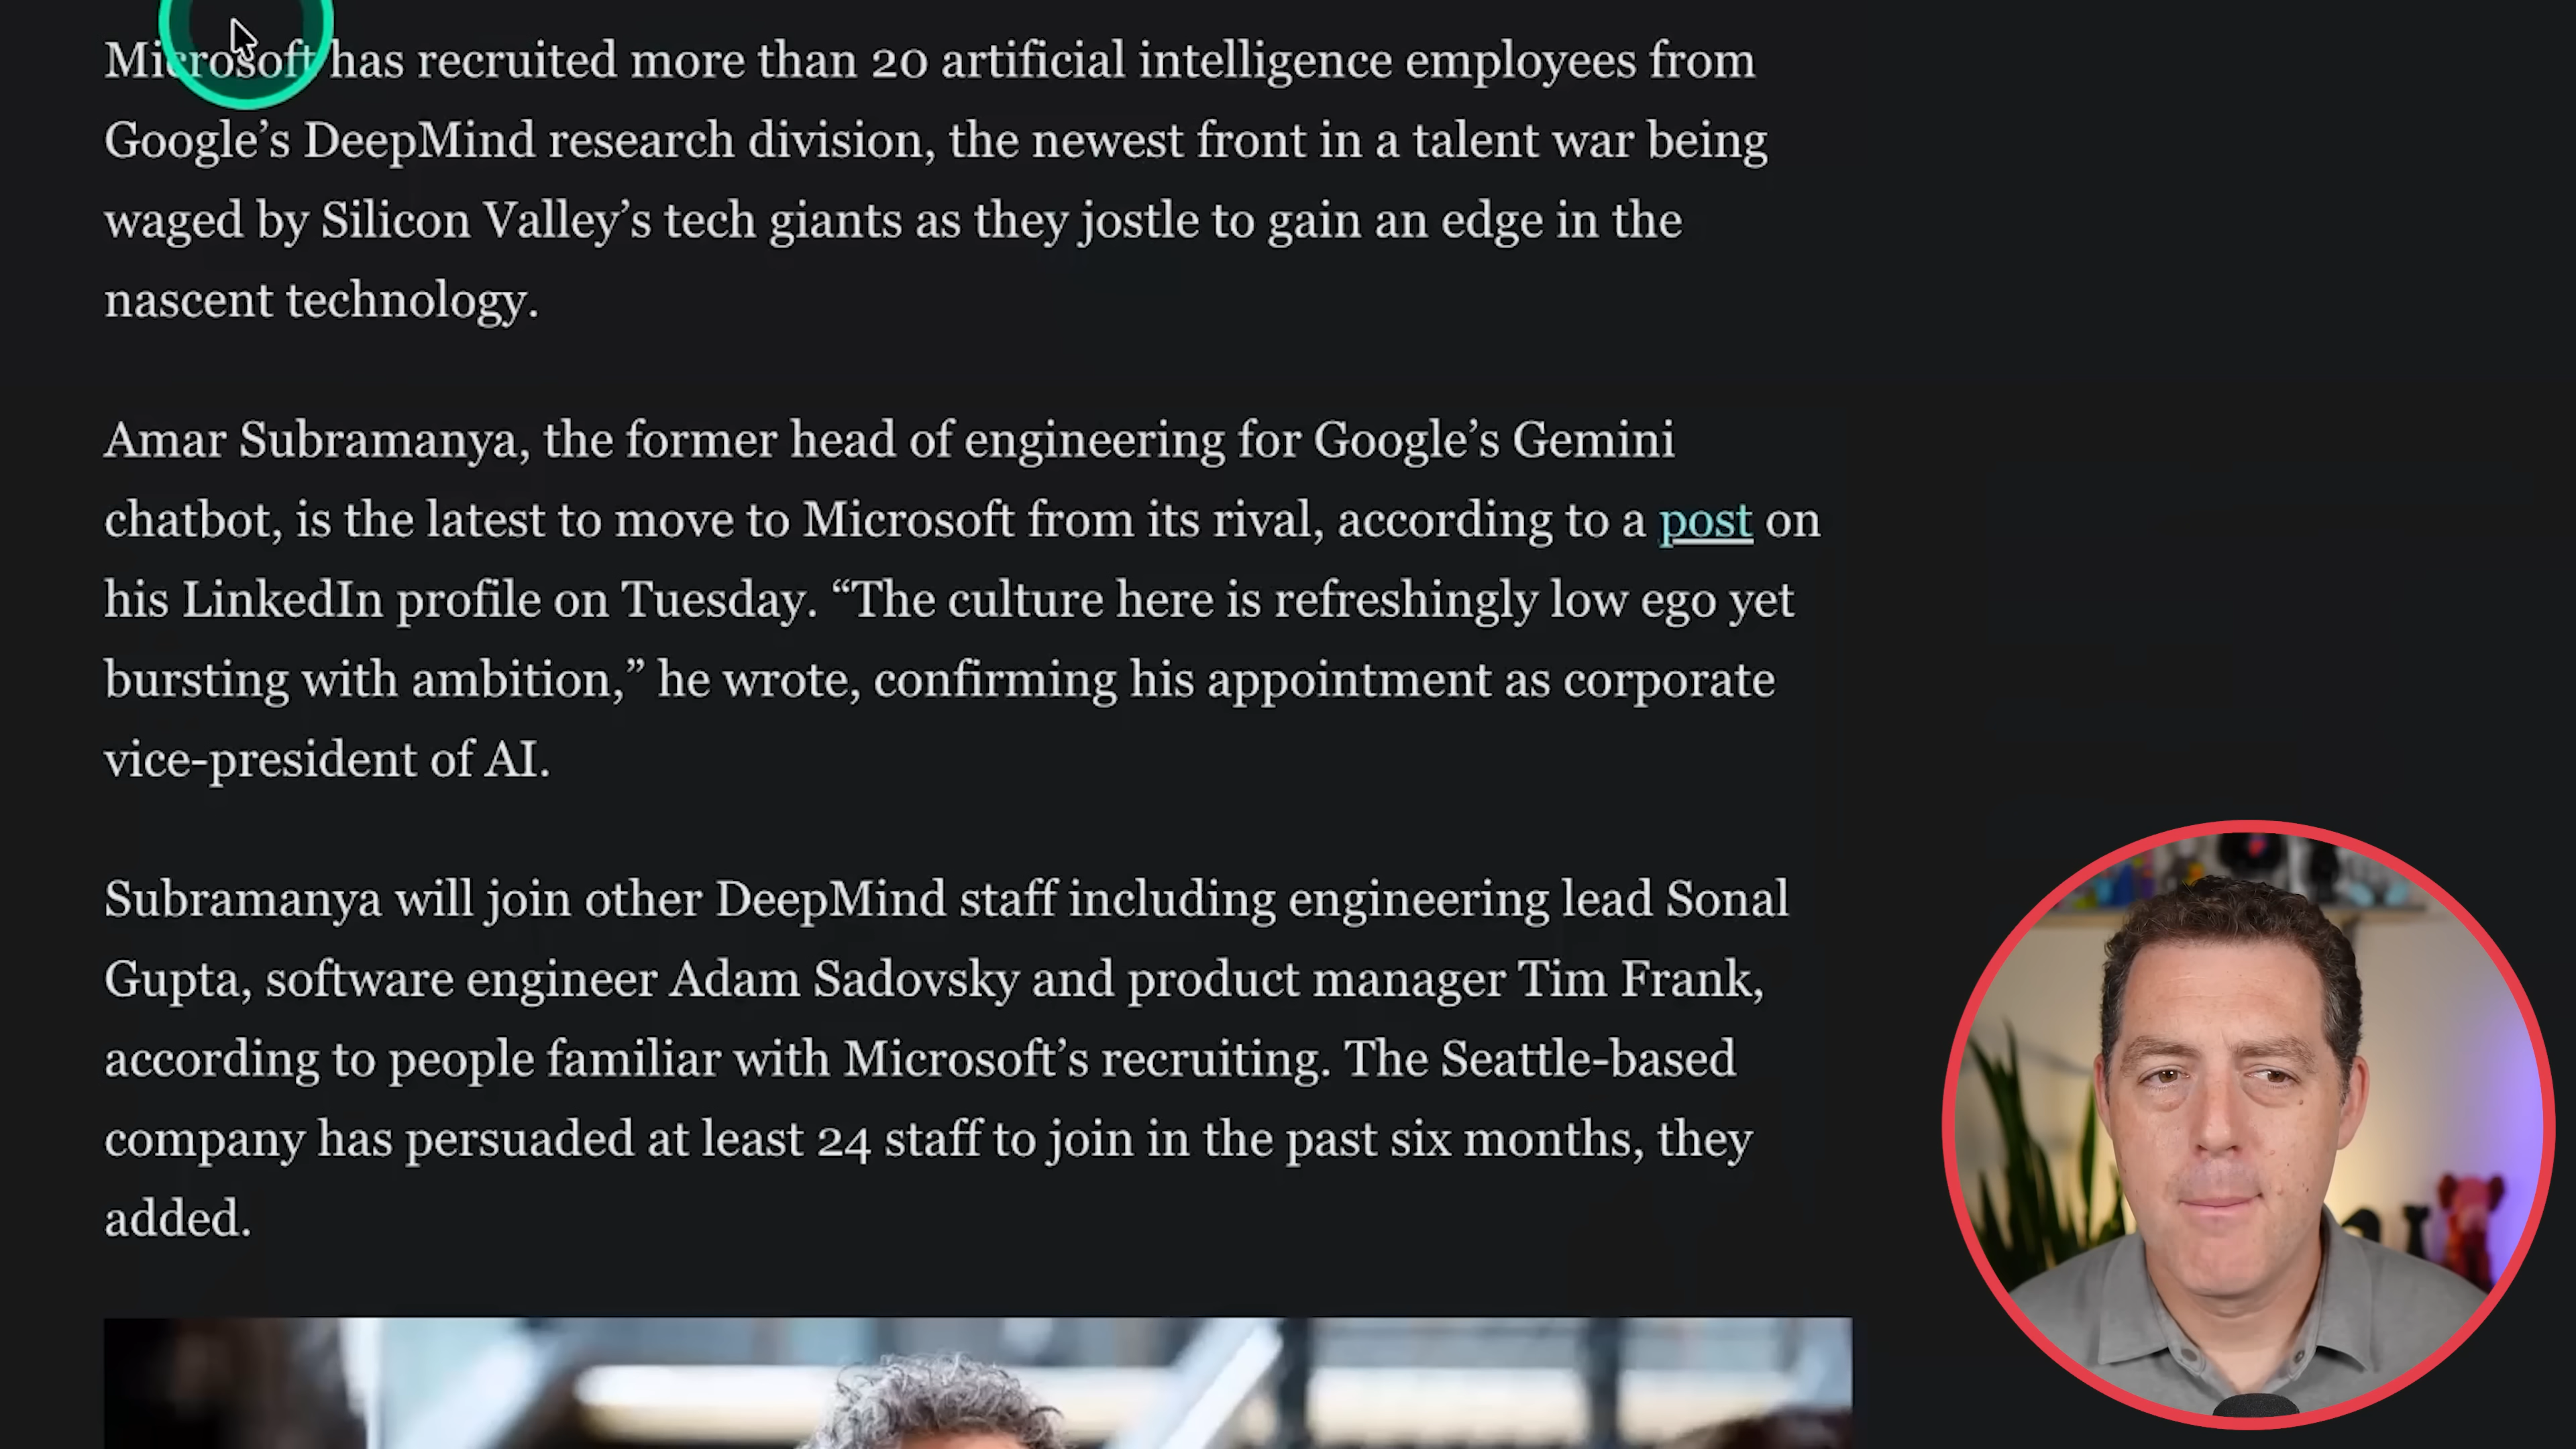 Microsoft has recruited more than 20 artificial intelligence employees from
Google’s DeepMind research division, the newest front in a talent war being
waged by Silicon Valley’s tech giants as they jostle to gain an edge in the
nascent technology.
Amar Subramanya, the former head of engineering for Google’s Gemini
chatbot, is the latest to move to Microsoft from its rival, according to a post on
his LinkedIn profile on Tuesday. “The culture here is refreshingly low ego yet
bursting with ambition,” he wrote, confirming his appointment as corporate
vice-president of AI.
Subramanya will join other DeepMind staff including engineering lead Sonal
Gupta, software engineer Adam Sadovsky and product manager Tim Frank,
according to people familiar with Microsoft’s recruiting. The Seattle-based
company has persuaded at least 24 staff to join in the past six months, they
added.